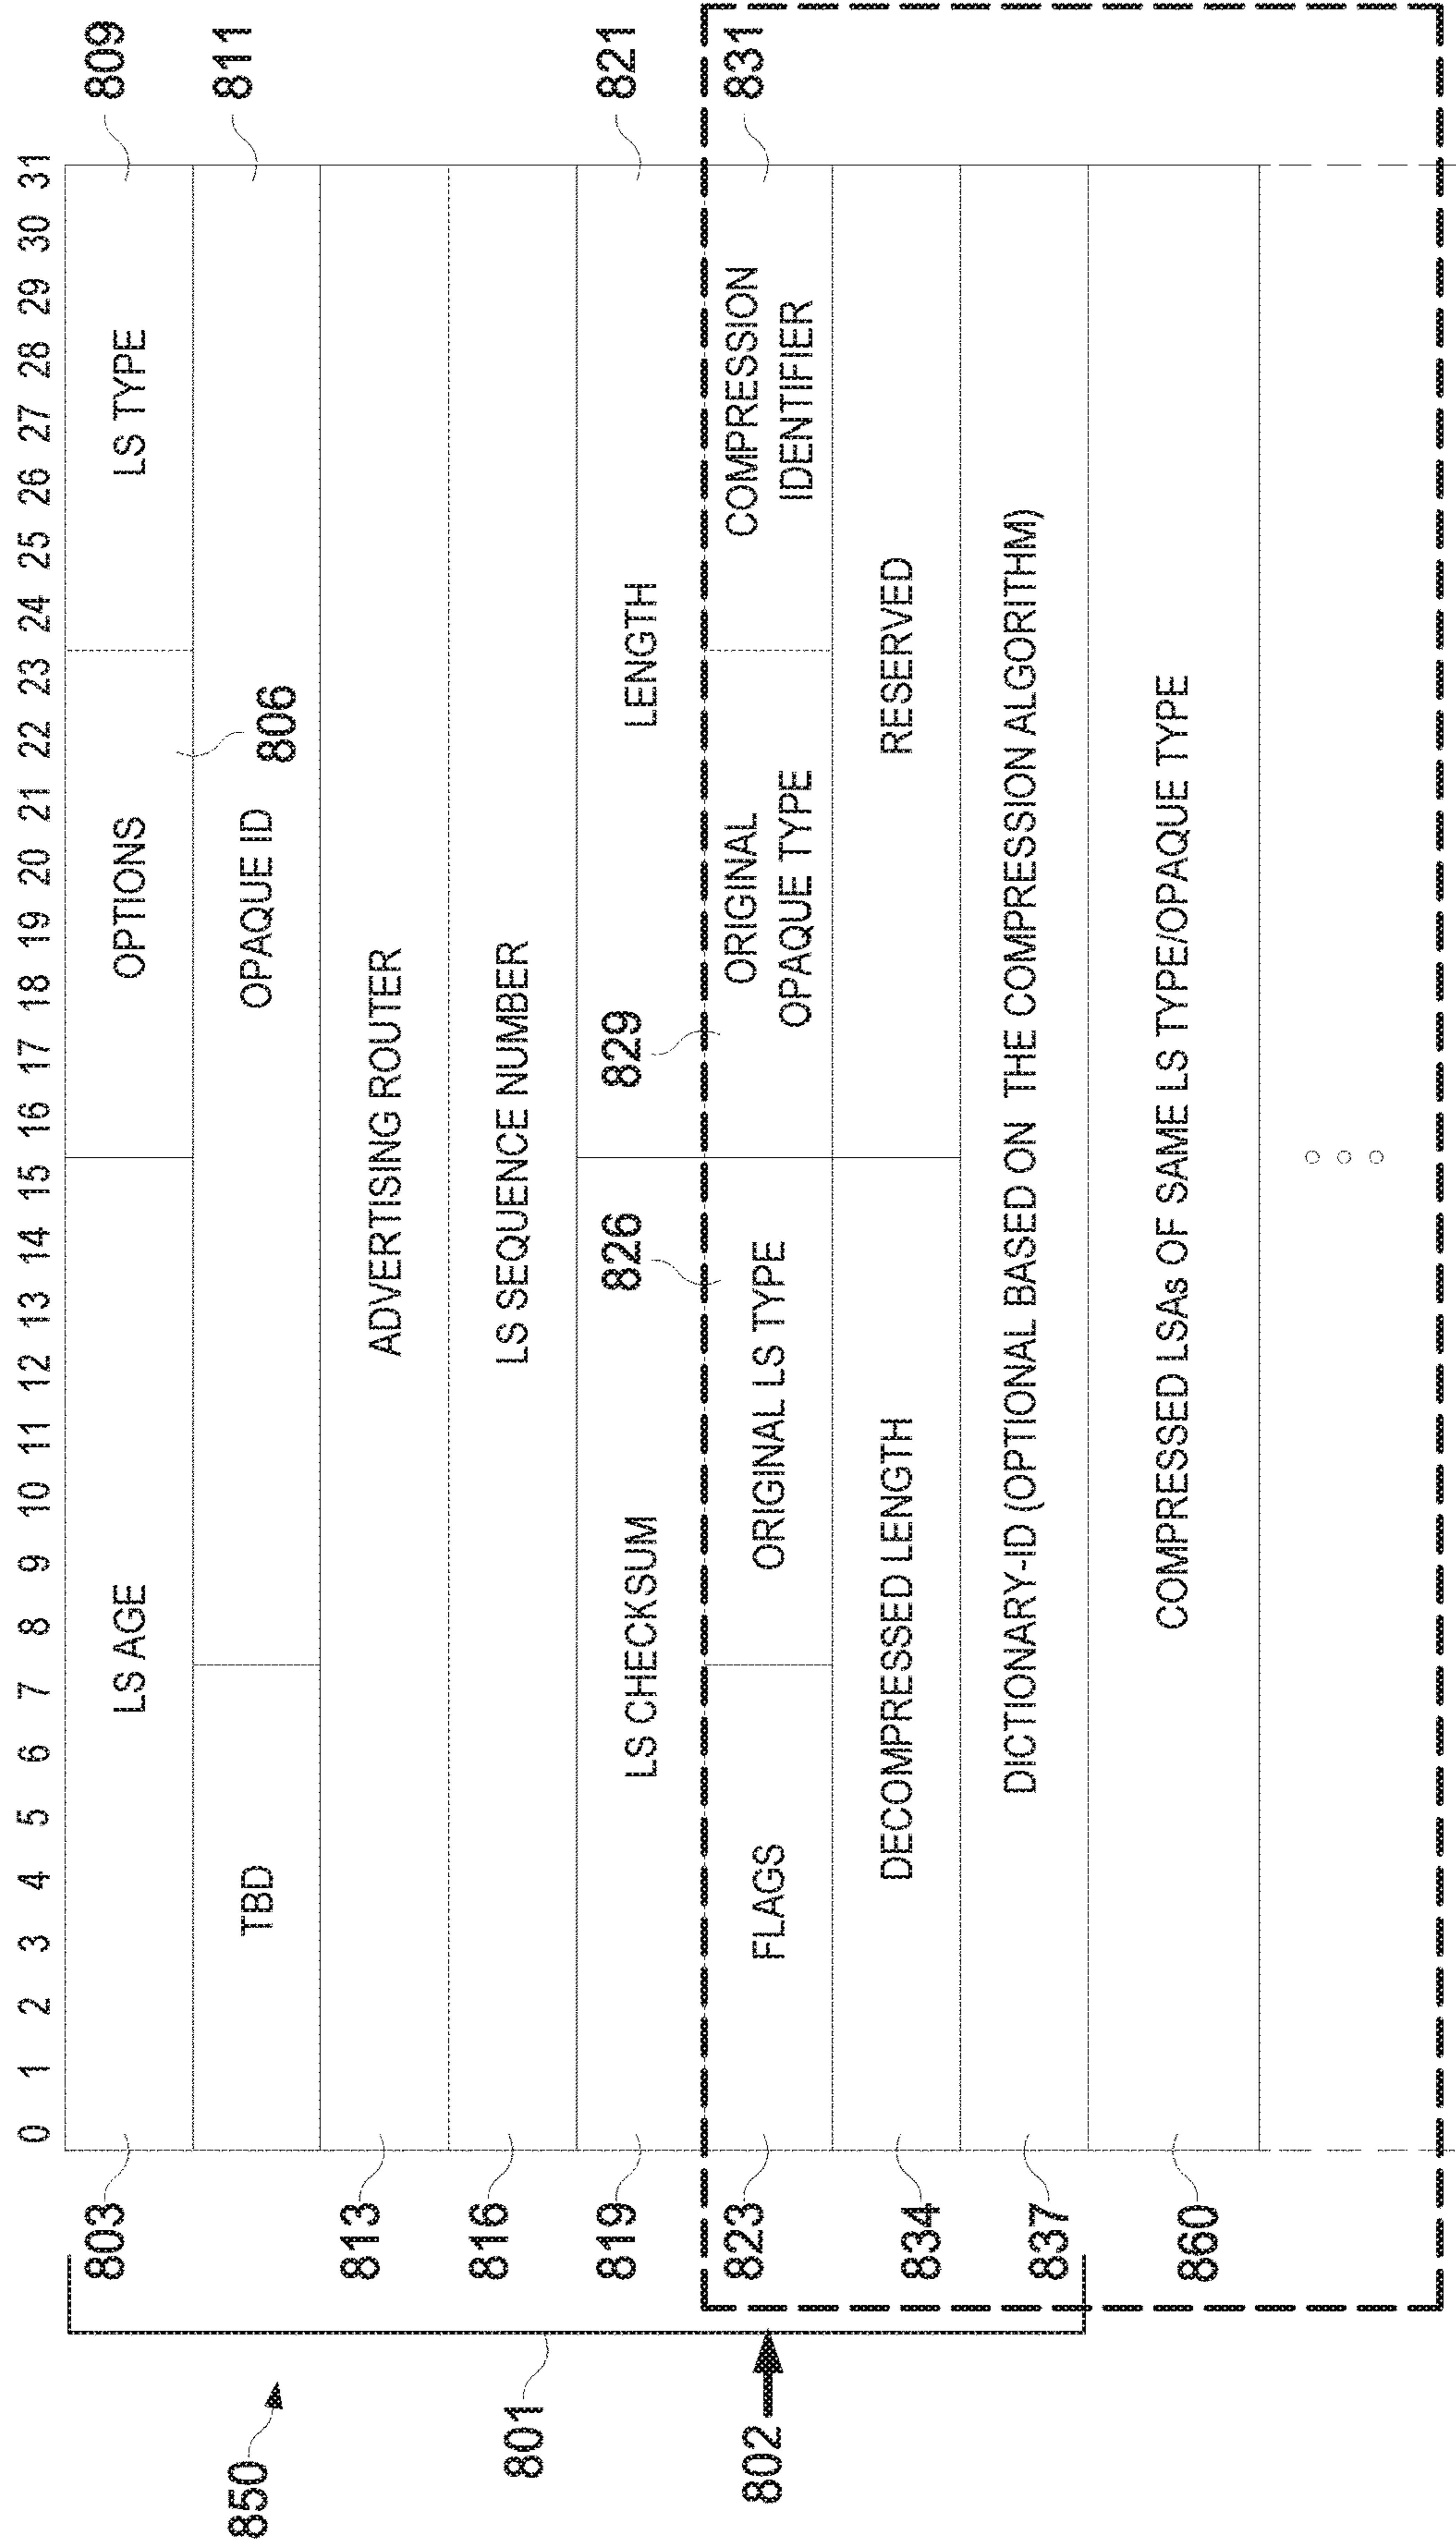 850
801
802
0 1 2 3 4 5 6 7 8 9 10 11 12 13 14 15 16 17 18 19 20 21 22 23 24 25 26 27 28 29 30 31
803 LS AGE OPTIONS LS TYPE 809
806
TBD OPAQUE ID 811
813 ADVERTISING ROUTER
816 LS SEQUENCE NUMBER
819 LS CHECKSUM LENGTH 821
826 829
823 FLAGS ORIGINAL LS TYPE ORIGINAL COMPRESSION 831
OPAQUE TYPE IDENTIFIER
834 DECOMPRESSED LENGTH RESERVED
837 DICTIONARY-ID (OPTIONAL BASED ON THE COMPRESSION ALGORITHM)
860 COMPRESSED LSAs OF SAME LS TYPE/OPAQUE TYPE